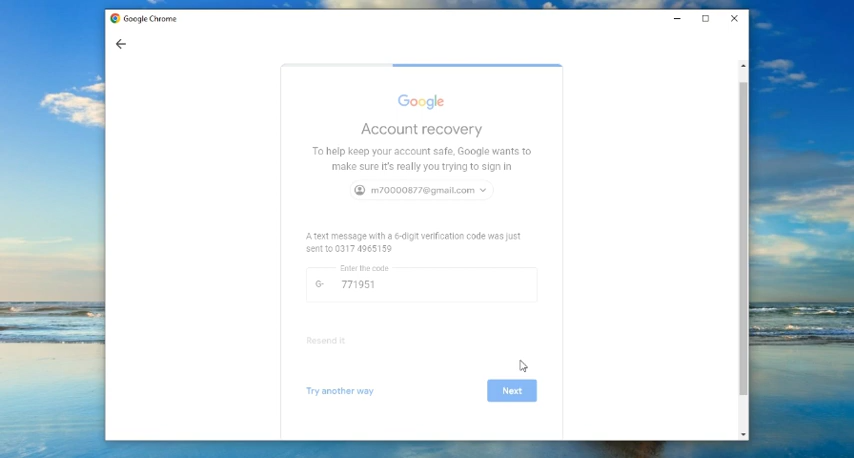 Google Chrome
Google
Account recovery
To help keep your account safe, Google wants to
make sure it's really you trying to sign in
m70000877@gmail.com
A text message with a 6-digit verification code was just
sent to 0317 4965159
Enter the code
G-
771951
Resend it
Try another way
Next